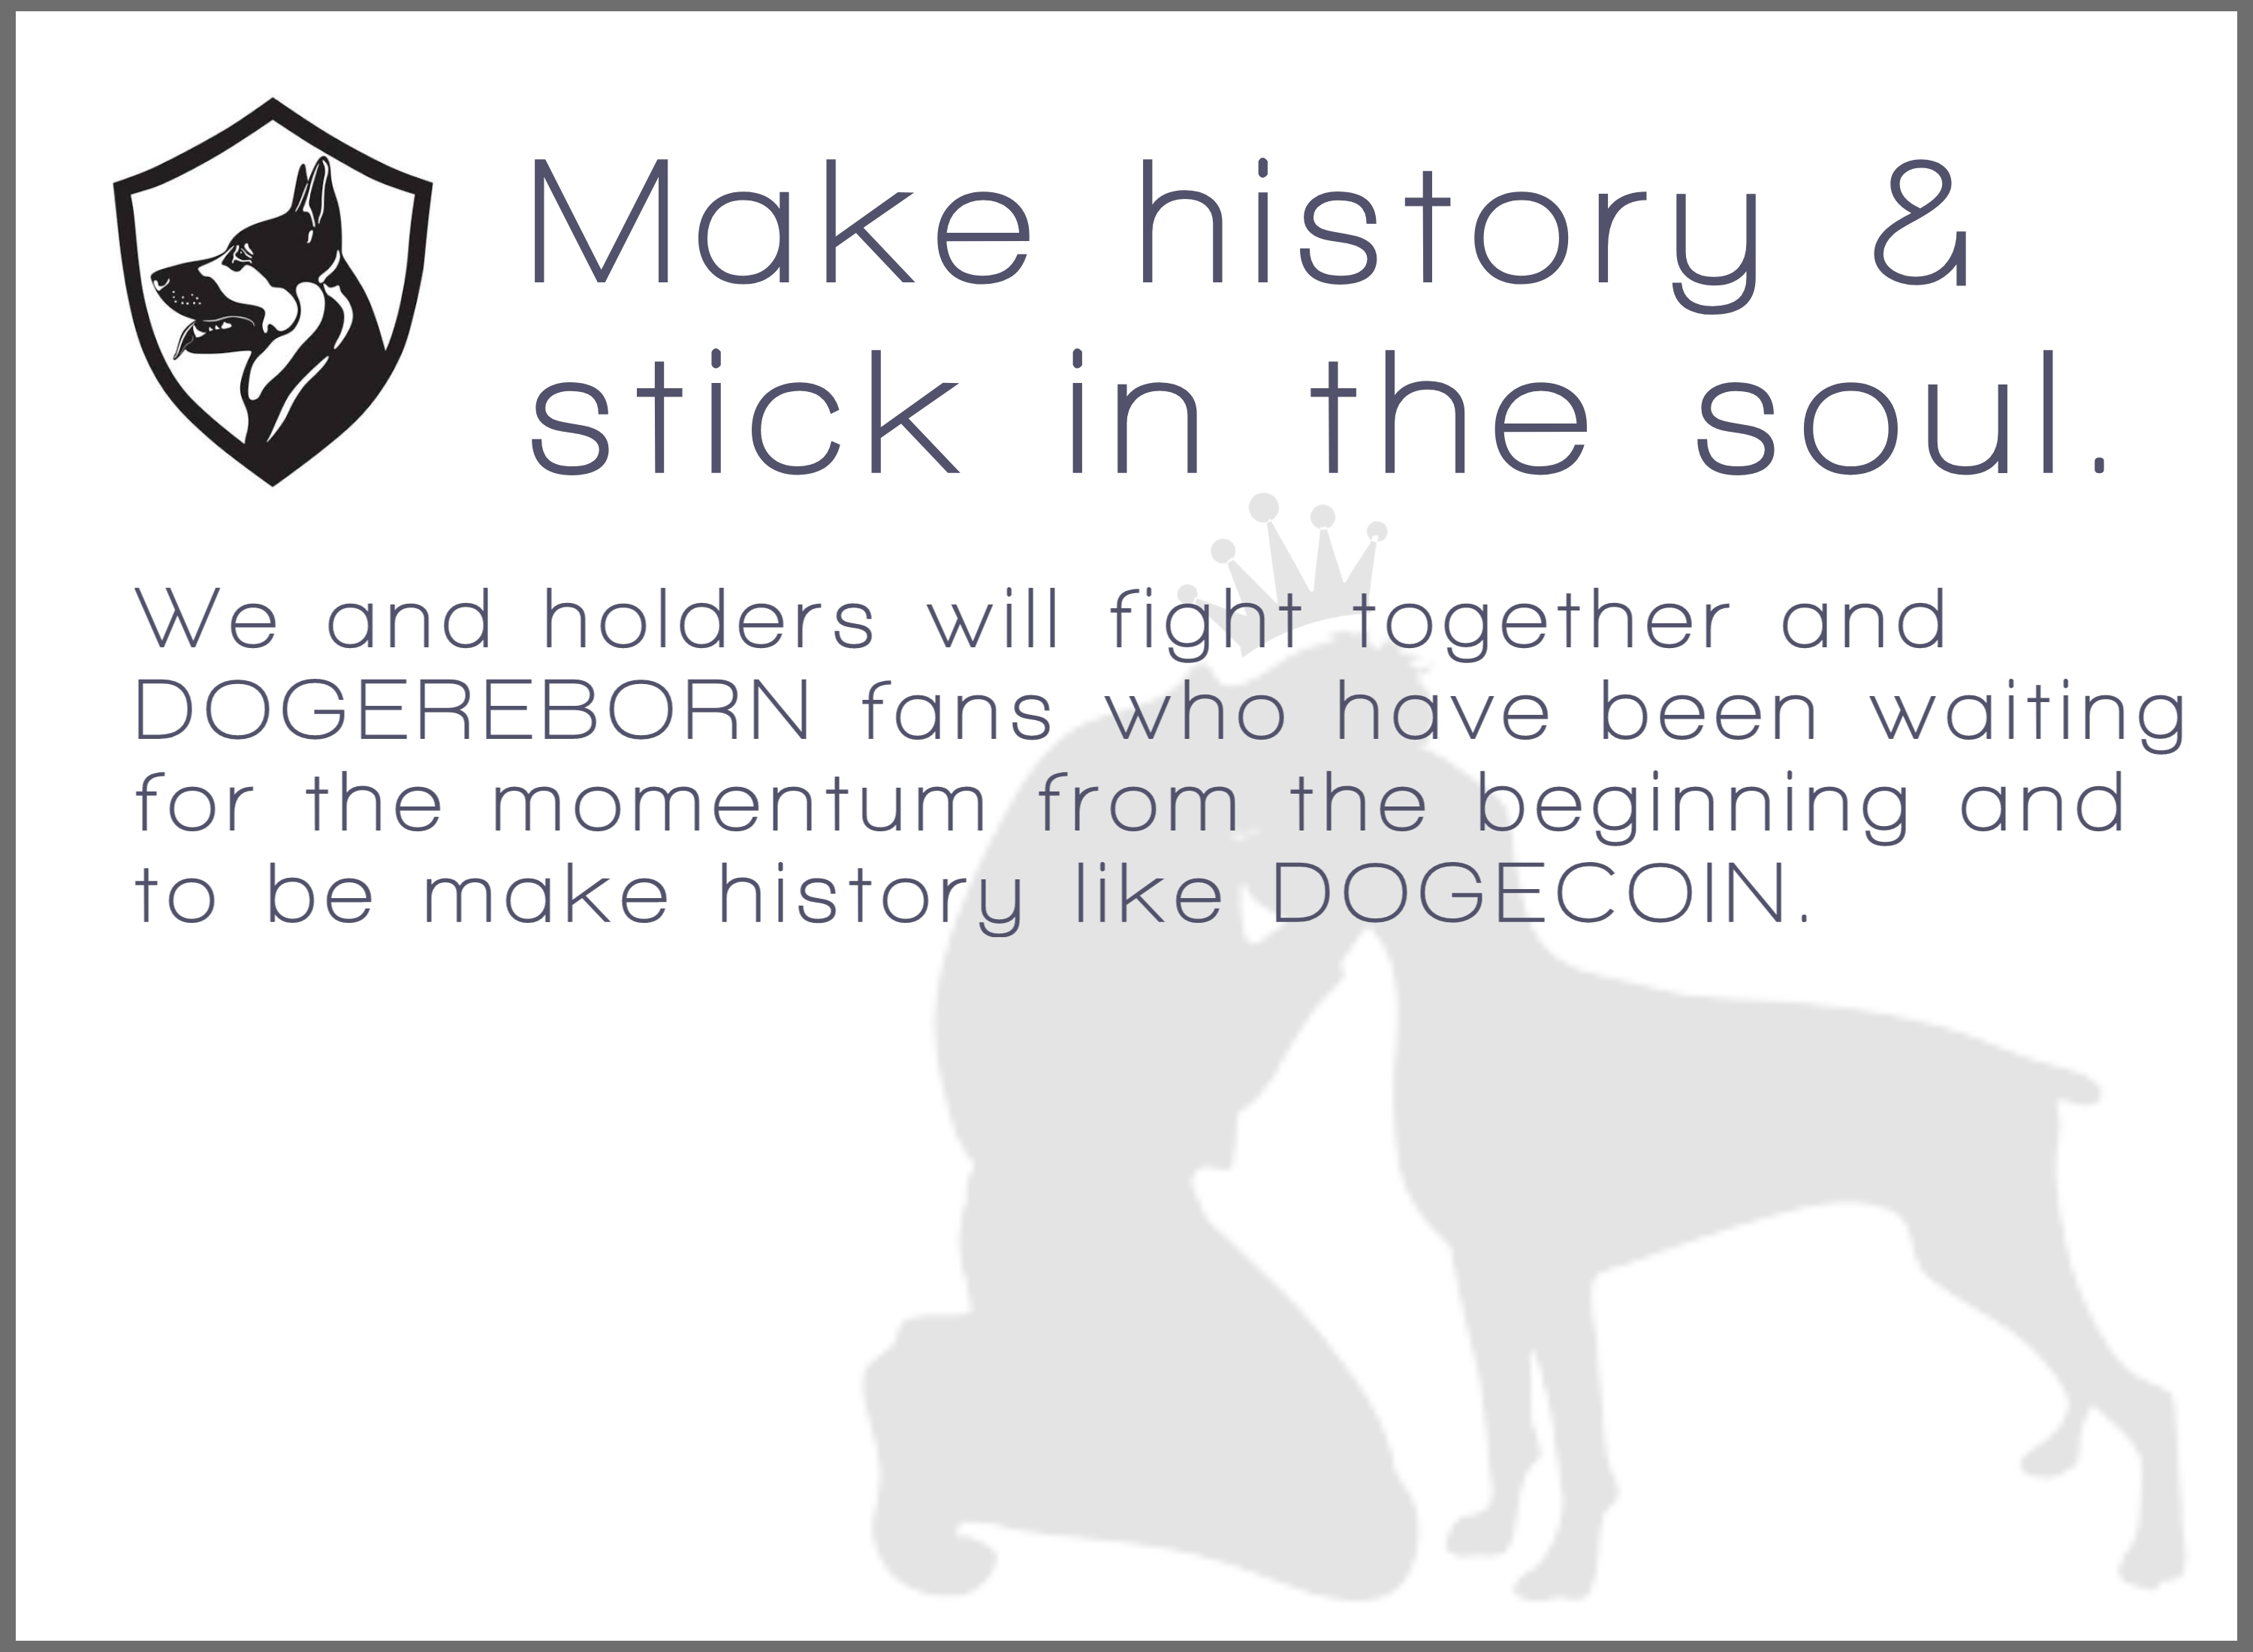 Make history &
stick in the soul.
We and holders will fight together and
DOGEREBORN fans who have been waiting
for the momentum from the beginning and
to be make history like DOGECOIN.